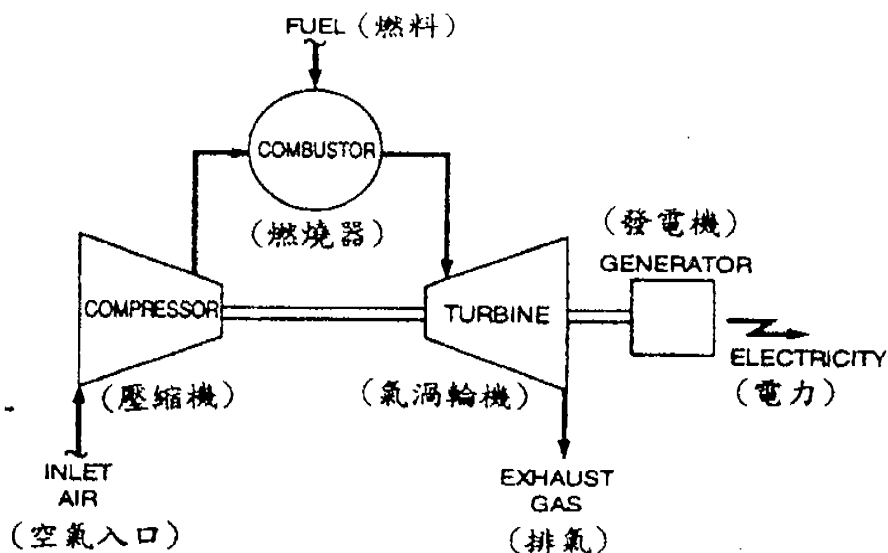 FUEL (燃料)
COMBUSTOR
(燃燒器)
(發電機)
GENERATOR
COMPRESSOR
TURBINE
ELECTRICITY
(電力)
(壓縮機)
(氣渦輪機)
INLET
AIR
(空氣入口)
EXHAUST
GAS
(排氣)